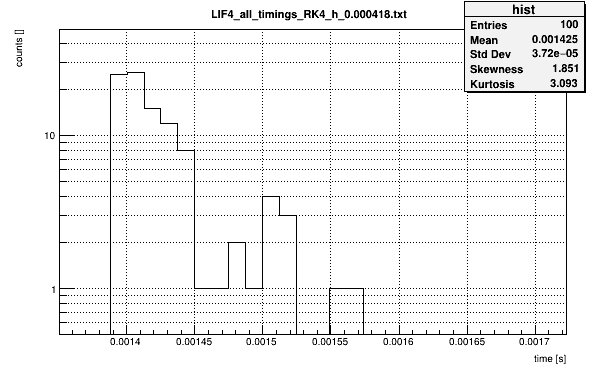 LIF4_all_timings_RK4_h_0.000418.txt
hist
Entries 100
Mean 0.001425
Std Dev 3.72e−05
Skewness 1.851
Kurtosis 3.093
counts []
10
1
0.0014 0.00145 0.0015 0.00155 0.0016 0.00165 0.0017
time [s]